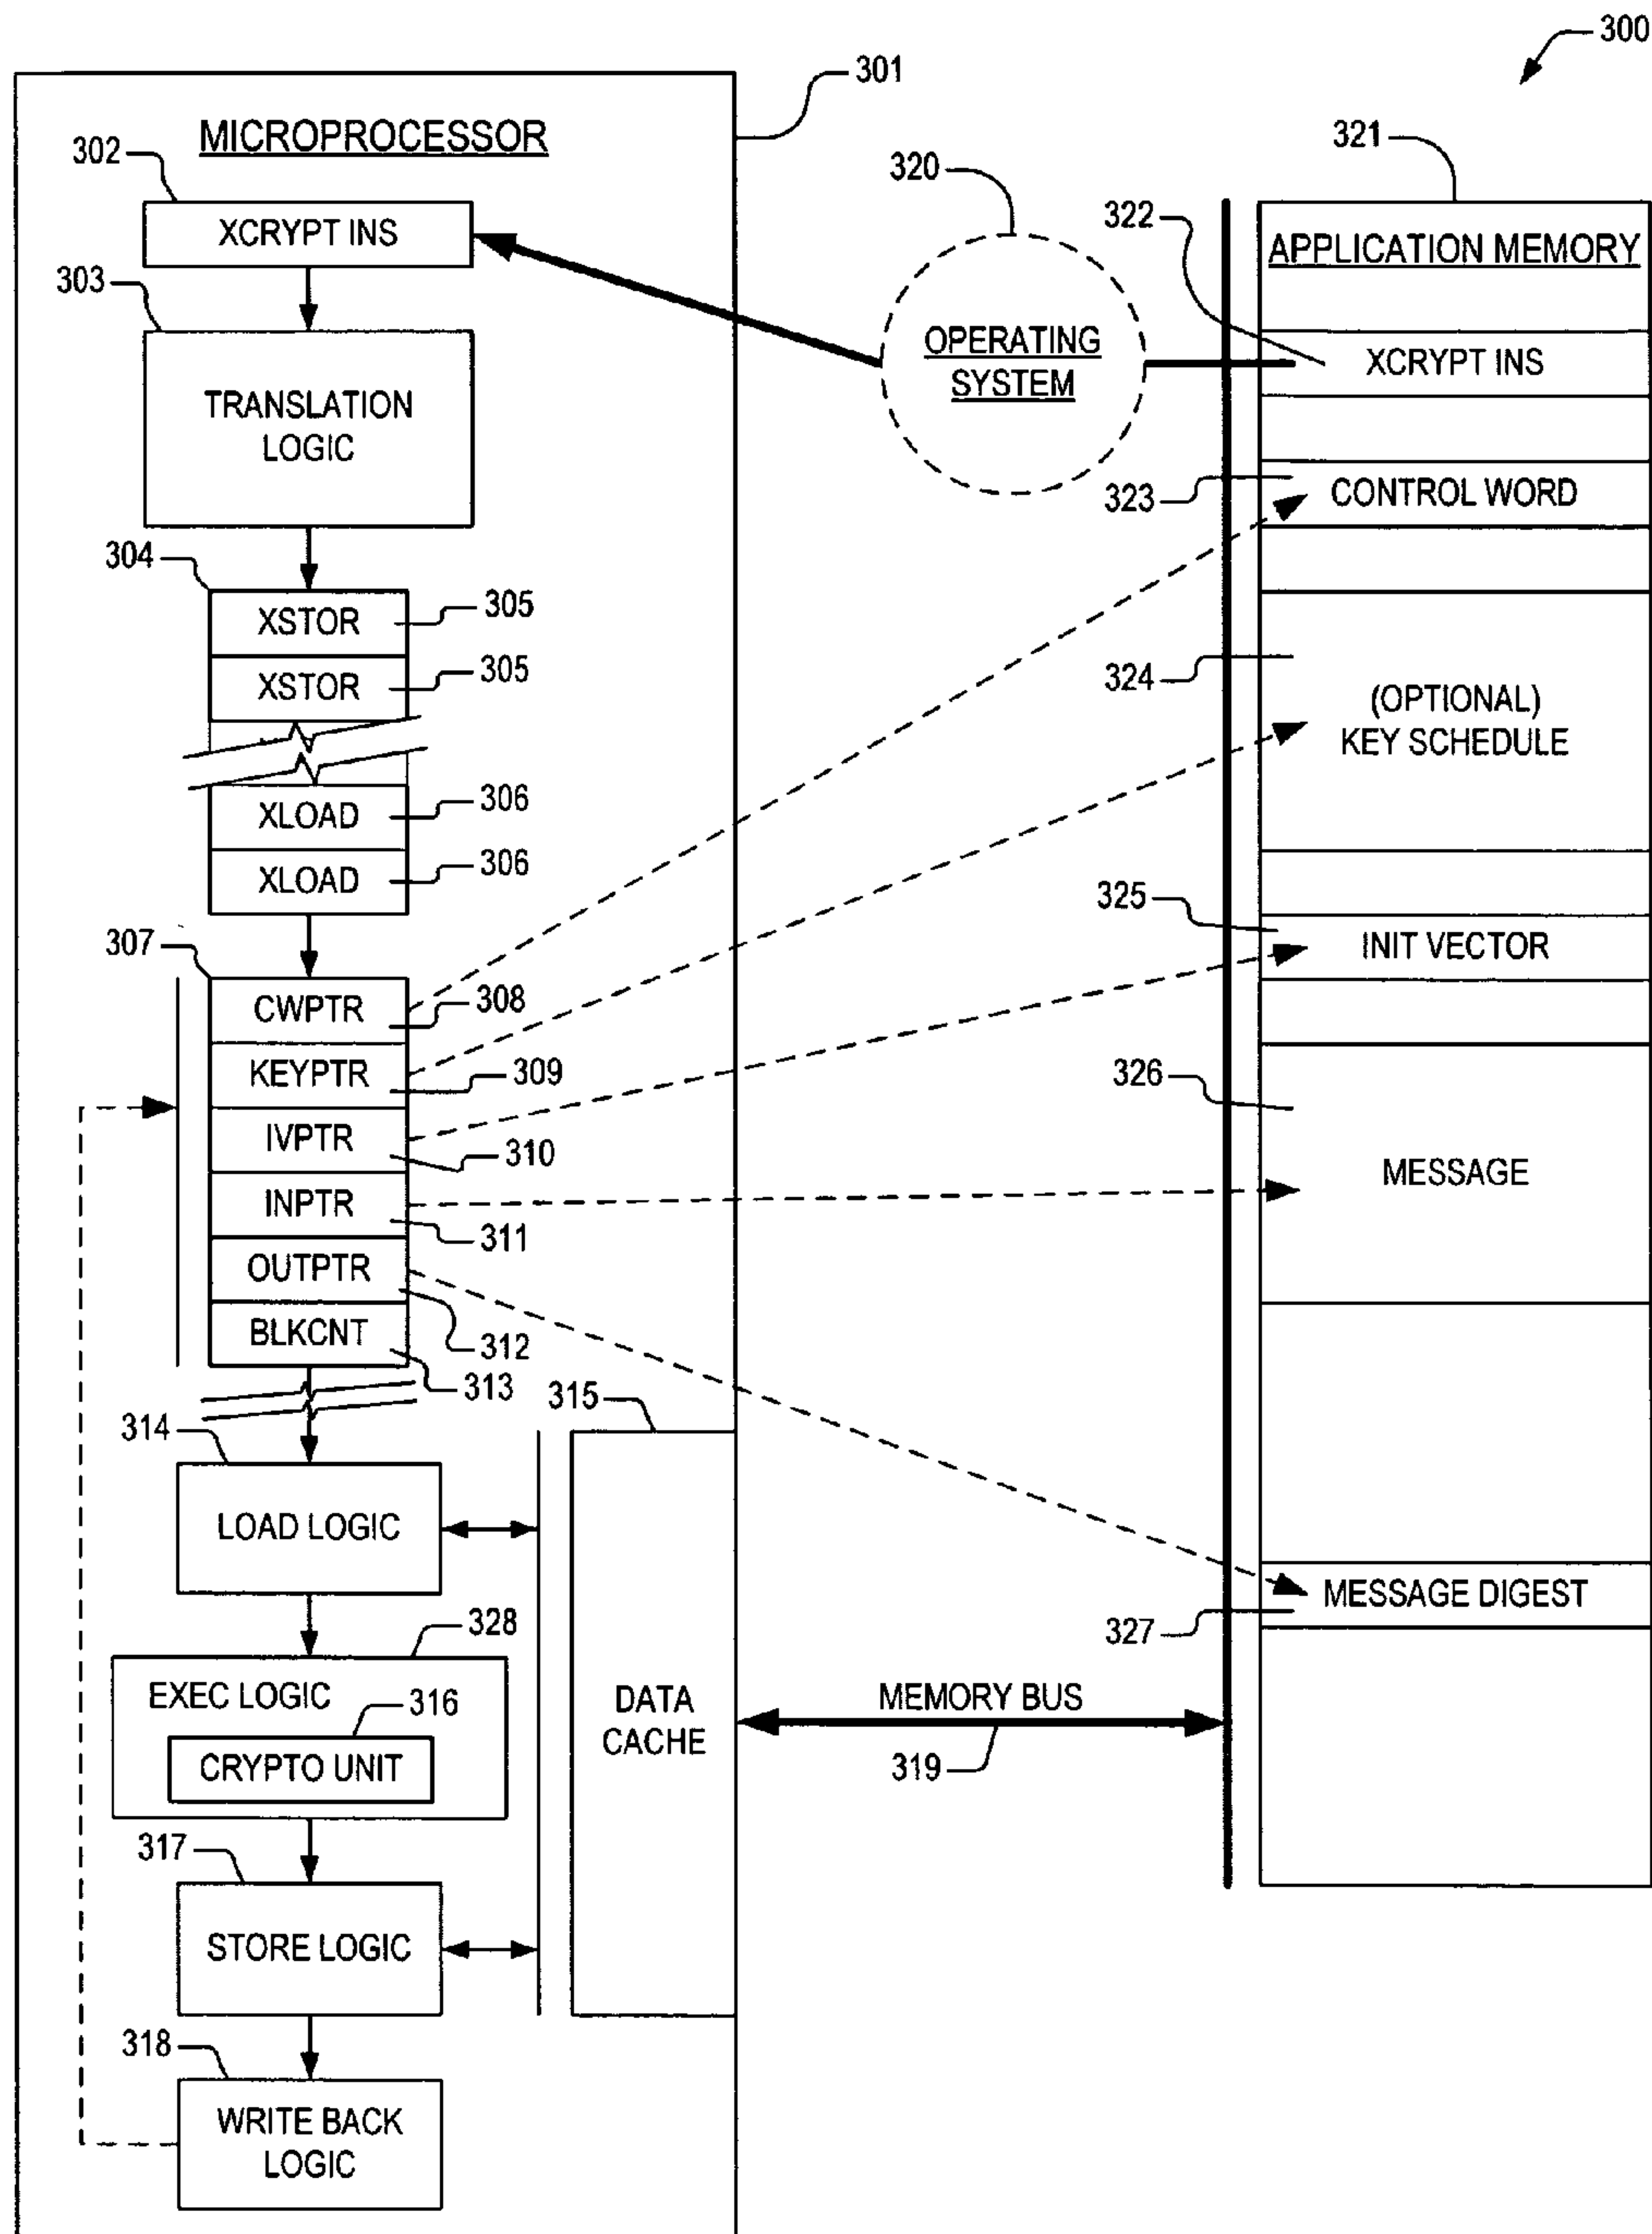 300
301
MICROPROCESSOR
302
XCRYPT INS
303
TRANSLATION
LOGIC
304
XSTOR
305
XSTOR
305
XLOAD
306
XLOAD
306
307
CWPTR
308
KEYPTR
309
IVPTR
310
INPTR
311
OUTPTR
312
BLKCNT
313
314
LOAD LOGIC
315
DATA
CACHE
328
EXEC LOGIC
316
CRYPTO UNIT
317
STORE LOGIC
318
WRITE BACK
LOGIC
320
OPERATING
SYSTEM
MEMORY BUS
319
321
APPLICATION MEMORY
322
XCRYPT INS
323
CONTROL WORD
324
(OPTIONAL)
KEY SCHEDULE
325
INIT VECTOR
326
MESSAGE
MESSAGE DIGEST
327